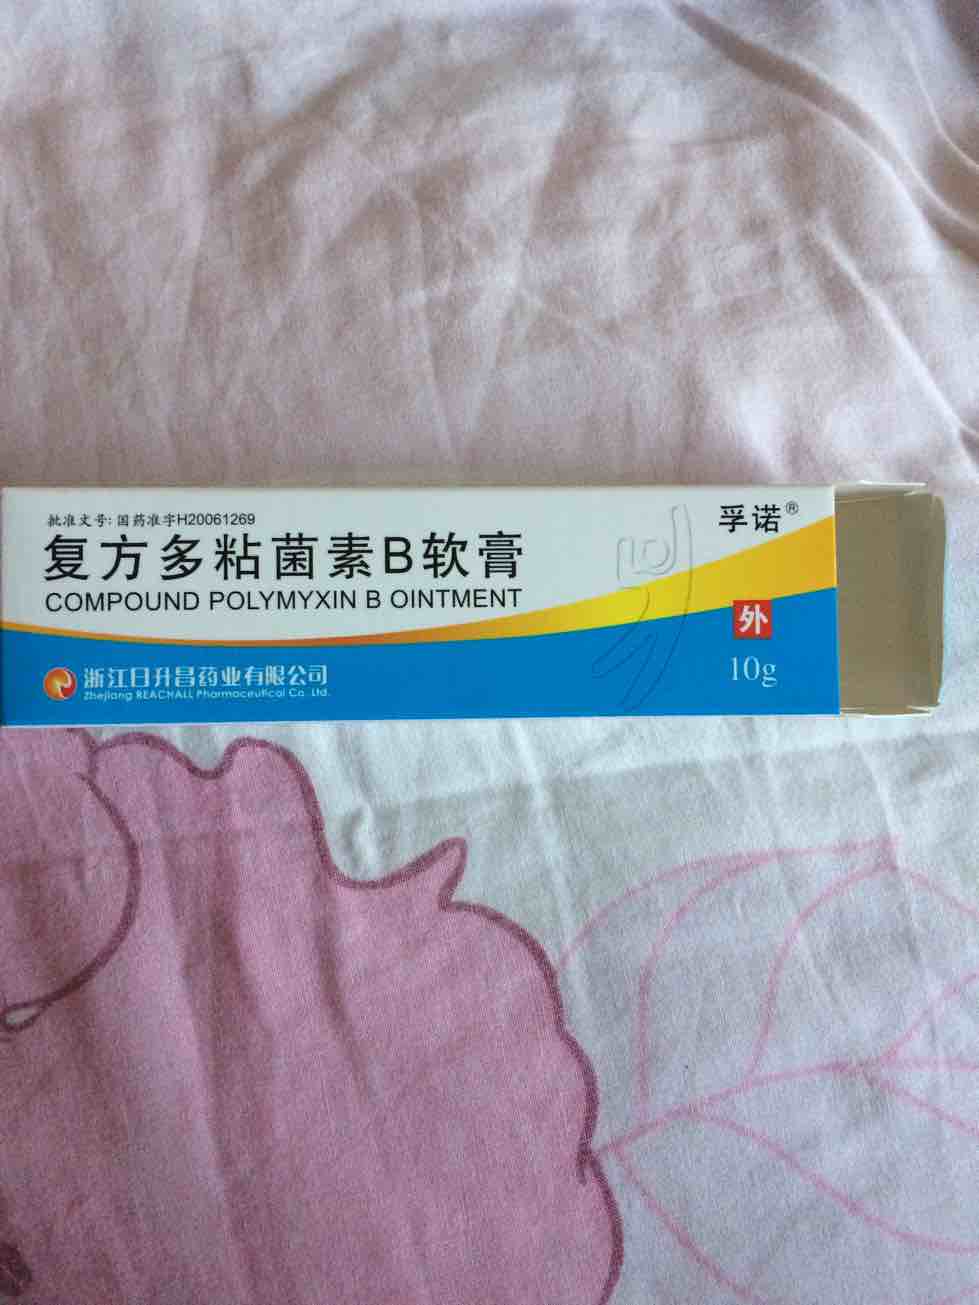 批准文号: 国药准字H20061269
孚诺®
复方多粘菌素B软膏
COMPOUND POLYMYXIN B OINTMENT
外
浙江日升昌药业有限公司
Zhejiang REACHALL Pharmaceutical Co. Ltd.
10g